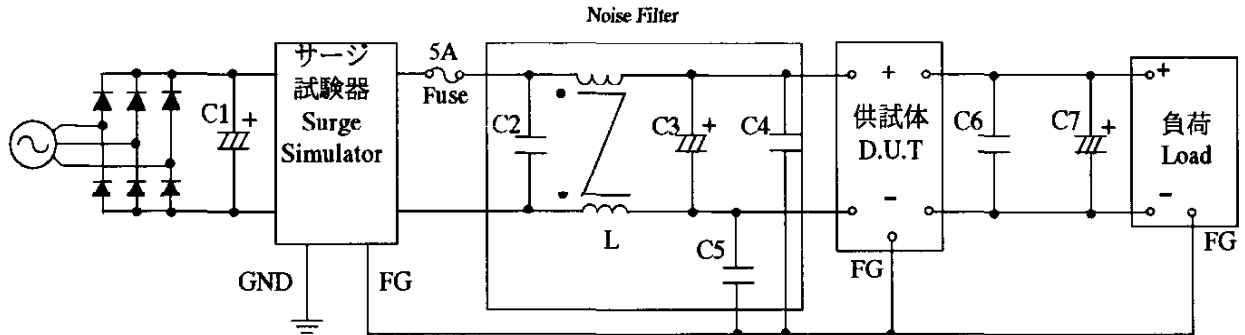 Noise Filter
サージ
試験器
Surge
Simulator
5A
Fuse
C1
+
C2
C3
+
C4
L
C5
GND
FG
+
供試体
D.U.T
-
FG
C6
C7
+
+
負荷
Load
-
FG